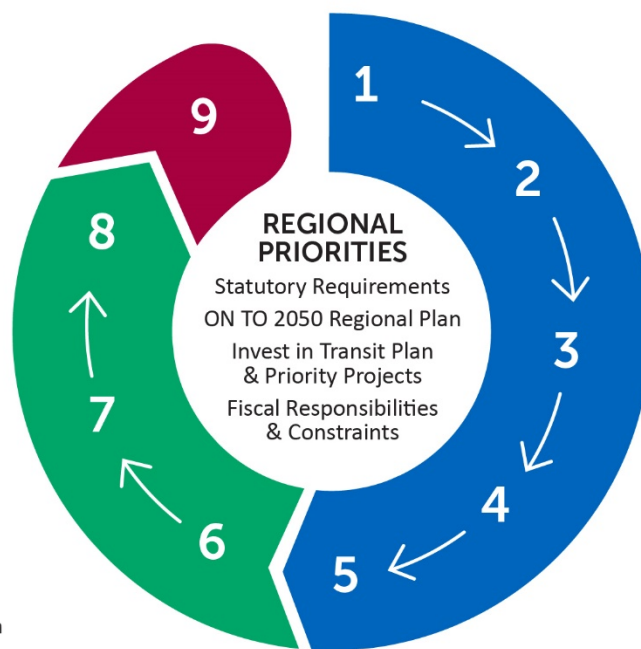 1
2
3
4
5
6
7
8
9
REGIONAL
PRIORITIES
Statutory Requirements
ON TO 2050 Regional Plan
Invest in Transit Plan
& Priority Projects
Fiscal Responsibilities
& Constraints